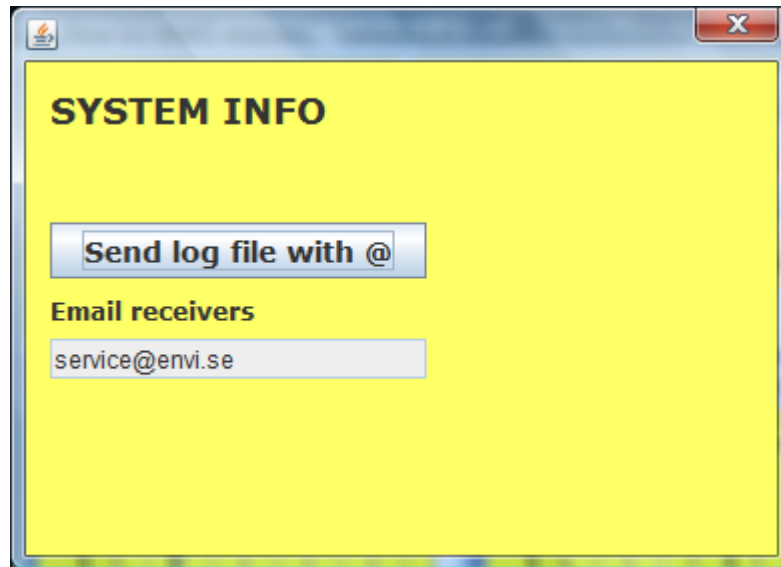 SYSTEM INFO
Send log file with @
Email receivers
service@envi.se